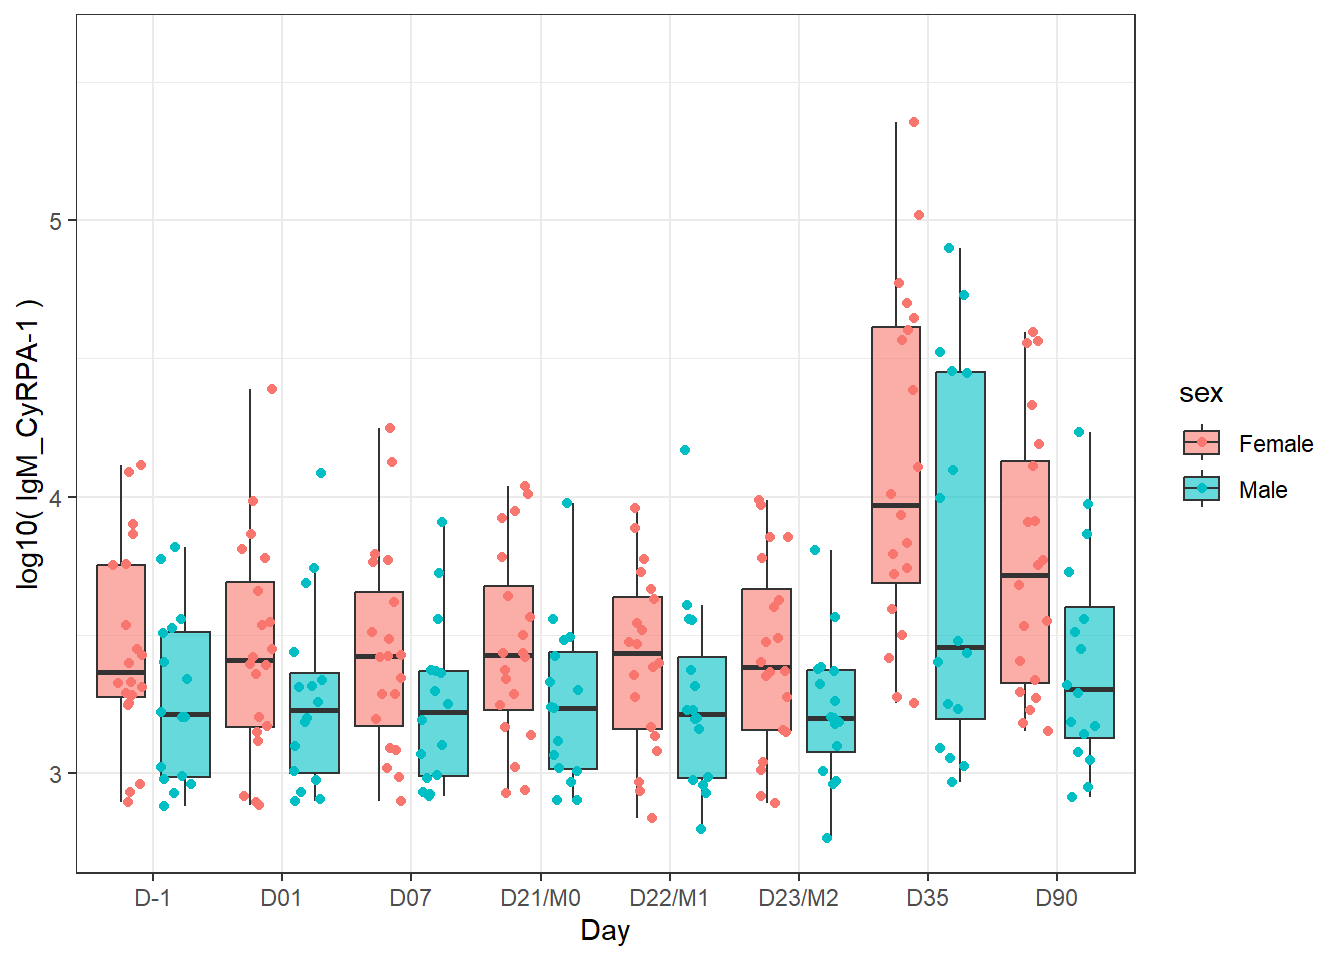 log10( IgM_CyRPA-1 )
5
4
3
D-1
D01
D07
D21/M0
D22/M1
D23/M2
D35
D90
Day
sex
Female
Male